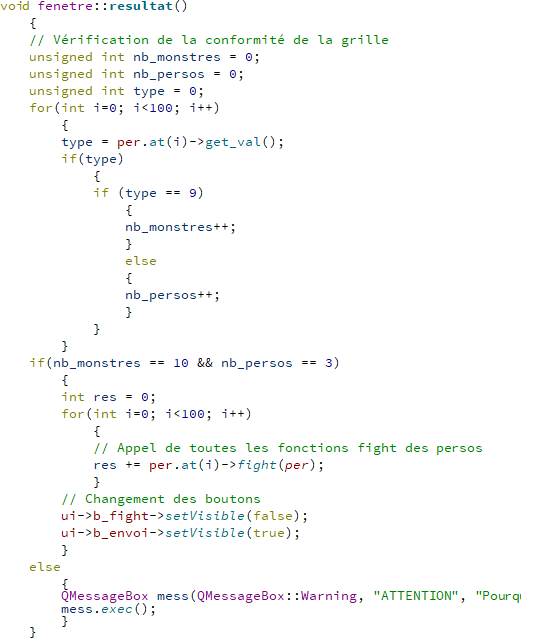 void fenetre::resultat()
{
// Vérification de la conformité de la grille
unsigned int nb_monstres = 0;
unsigned int nb_persos = 0;
unsigned int type = 0;
for(int i=0; i<100; i++)
{
type = per.at(i)->get_val();
if(type)
{
if (type == 9)
{
nb_monstres++;
}
else
{
nb_persos++;
}
}
}
if(nb_monstres == 10 && nb_persos == 3)
{
int res = 0;
for(int i=0; i<100; i++)
{
// Appel de toutes les fonctions fight des persos
res += per.at(i)->fight(per);
}
// Changement des boutons
ui->b_fight->setVisible(false);
ui->b_envoi->setVisible(true);
}
else
{
QMessageBox mess(QMessageBox::Warning, "ATTENTION", "Pourq
mess.exec();
}
}